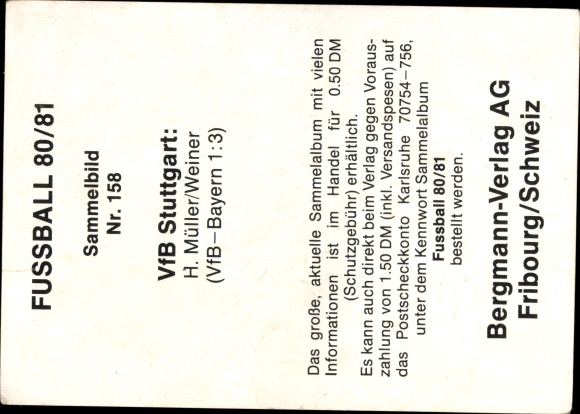 FUSSBALL 80/81
Sammelbild
Nr. 158
VfB Stuttgart:
H. Müller/Weiner
(VfB–Bayern 1:3)
Das große, aktuelle Sammelalbum mit vielen
Informationen ist im Handel für 0.50 DM
(Schutzgebühr) erhältlich.
Es kann auch direkt beim Verlag gegen Voraus-
zahlung von 1.50 DM (inkl. Versandspesen) auf
das Postscheckkonto Karlsruhe 70754–756,
unter dem Kennwort Sammelalbum
Fussball 80/81
bestellt werden.
Bergmann-Verlag AG
Fribourg/Schweiz